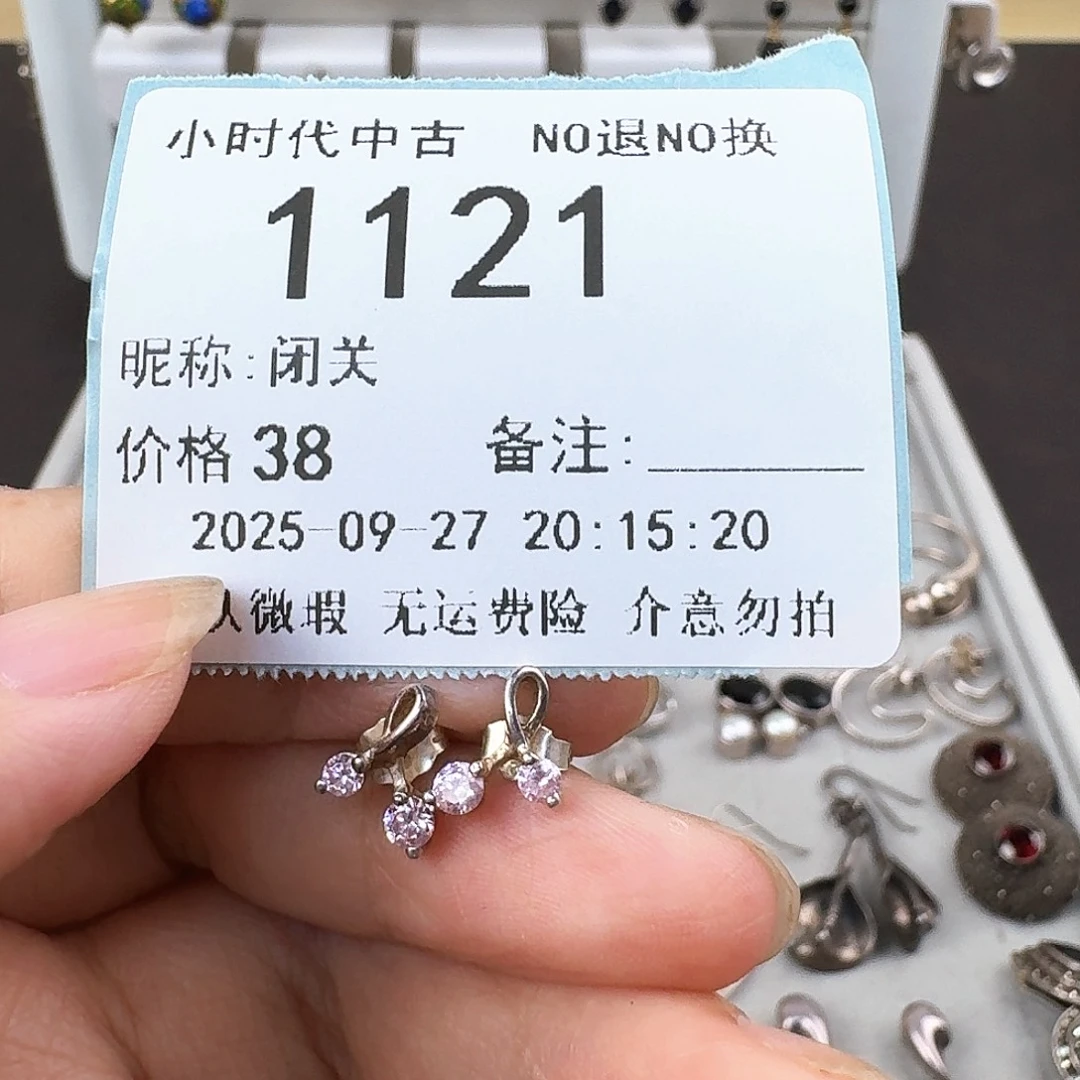 小时代中古 NO退NO换
1121
昵称:闭关
价格 38 备注:
2025-09-27 20:15:20
微瑕 无运费险 介意勿拍